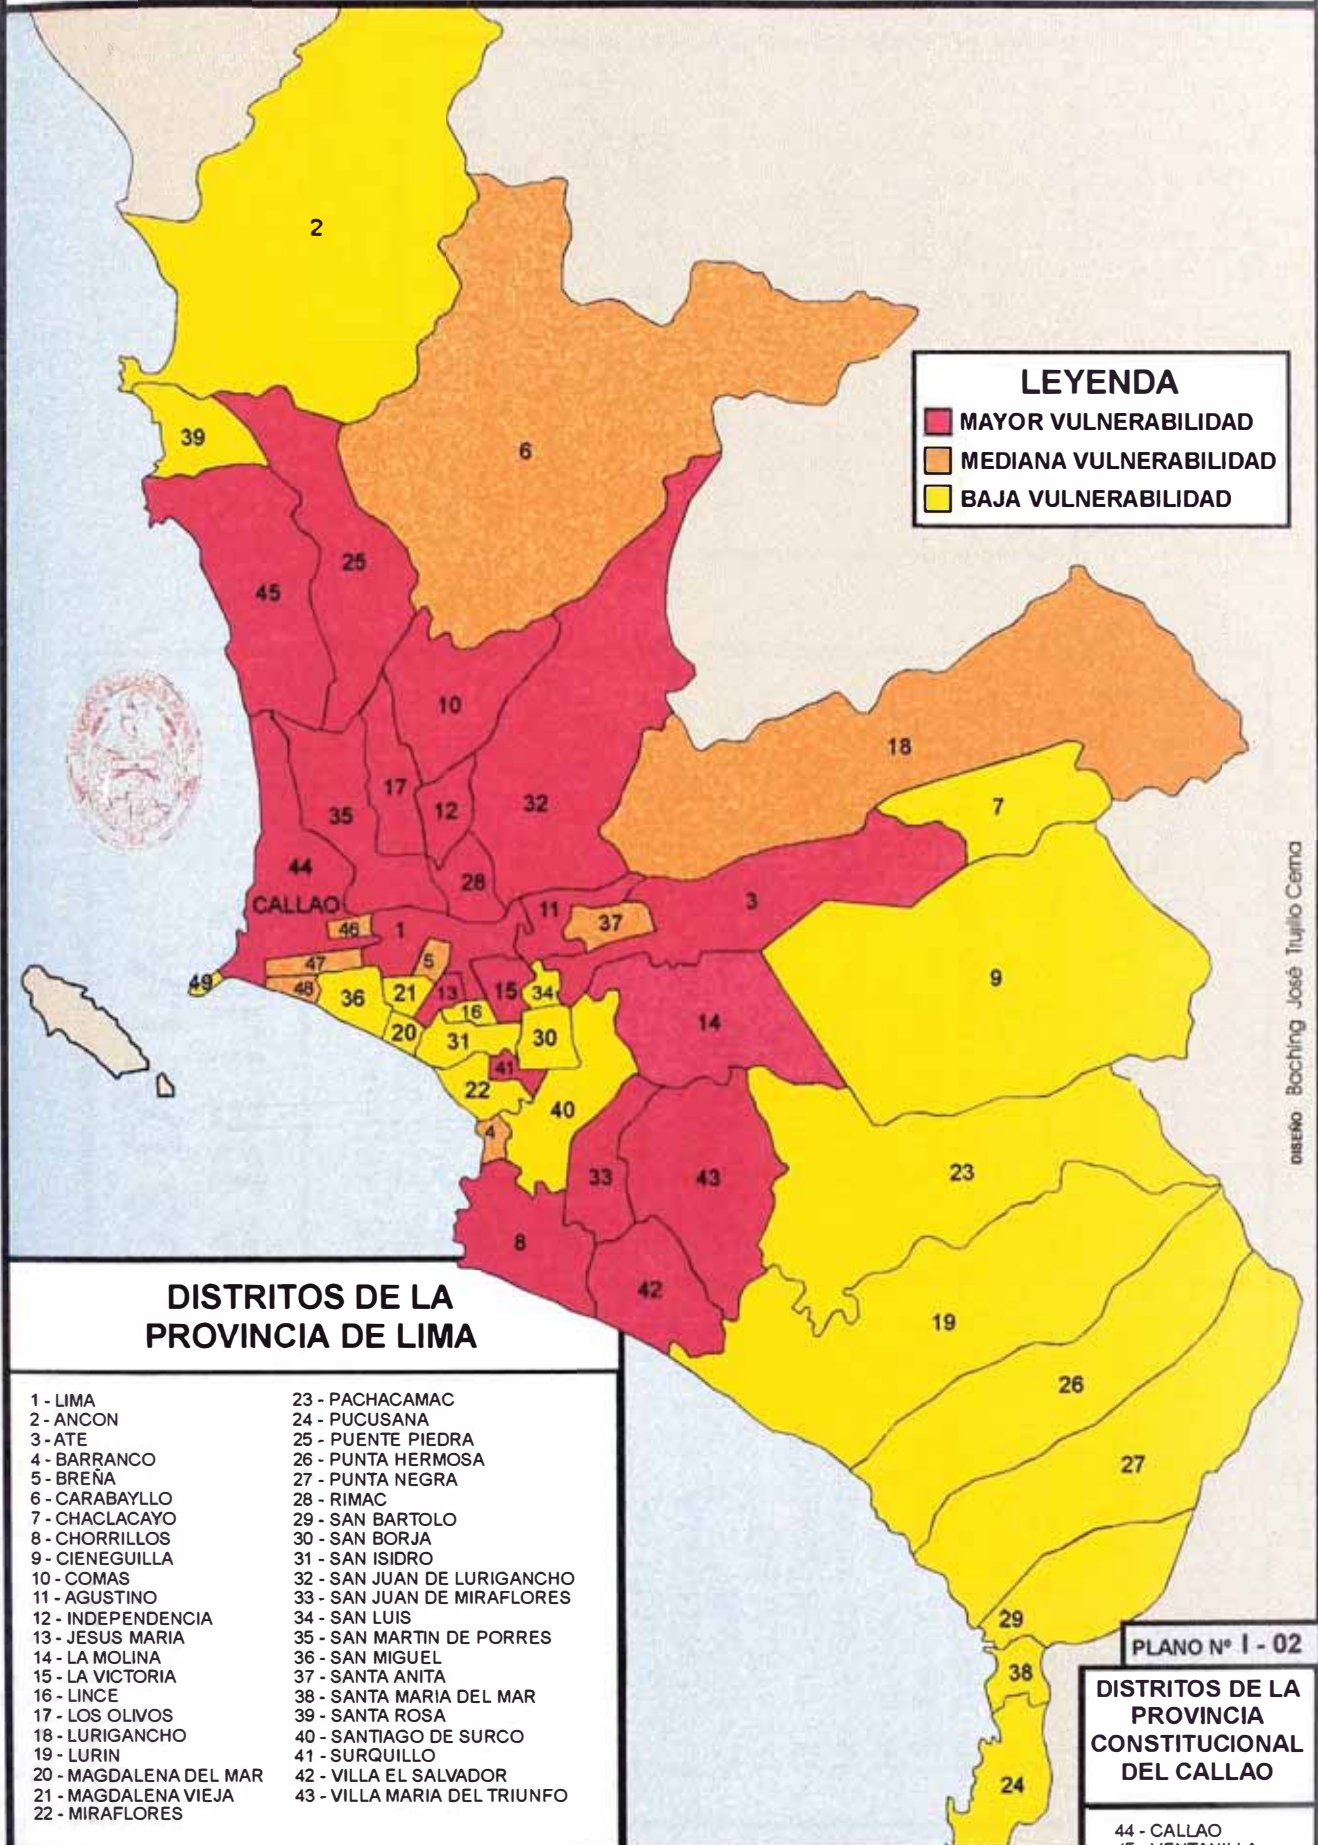 2
39
6
LEYENDA
MAYOR VULNERABILIDAD
MEDIANA VULNERABILIDAD
BAJA VULNERABILIDAD
25
45
10
18
17
12
32
7
35
44
28
CALLAO
11
3
37
46
1
5
47
9
49
48
36
21
13
15
34
16
14
20
31
30
41
22
40
4
23
33
43
8
42
19
26
27
29
38
24
DISEÑO Baching José Trujillo Cerna
DISTRITOS DE LA
PROVINCIA DE LIMA
1 - LIMA
2 - ANCON
3 - ATE
4 - BARRANCO
5 - BREÑA
6 - CARABAYLLO
7 - CHACLACAYO
8 - CHORRILLOS
9 - CIENEGUILLA
10 - COMAS
11 - AGUSTINO
12 - INDEPENDENCIA
13 - JESUS MARIA
14 - LA MOLINA
15 - LA VICTORIA
16 - LINCE
17 - LOS OLIVOS
18 - LURIGANCHO
19 - LURIN
20 - MAGDALENA DEL MAR
21 - MAGDALENA VIEJA
22 - MIRAFLORES
23 - PACHACAMAC
24 - PUCUSANA
25 - PUENTE PIEDRA
26 - PUNTA HERMOSA
27 - PUNTA NEGRA
28 - RIMAC
29 - SAN BARTOLO
30 - SAN BORJA
31 - SAN ISIDRO
32 - SAN JUAN DE LURIGANCHO
33 - SAN JUAN DE MIRAFLORES
34 - SAN LUIS
35 - SAN MARTIN DE PORRES
36 - SAN MIGUEL
37 - SANTA ANITA
38 - SANTA MARIA DEL MAR
39 - SANTA ROSA
40 - SANTIAGO DE SURCO
41 - SURQUILLO
42 - VILLA EL SALVADOR
43 - VILLA MARIA DEL TRIUNFO
PLANO Nº I - 02
DISTRITOS DE LA
PROVINCIA
CONSTITUCIONAL
DEL CALLAO
44 - CALLAO